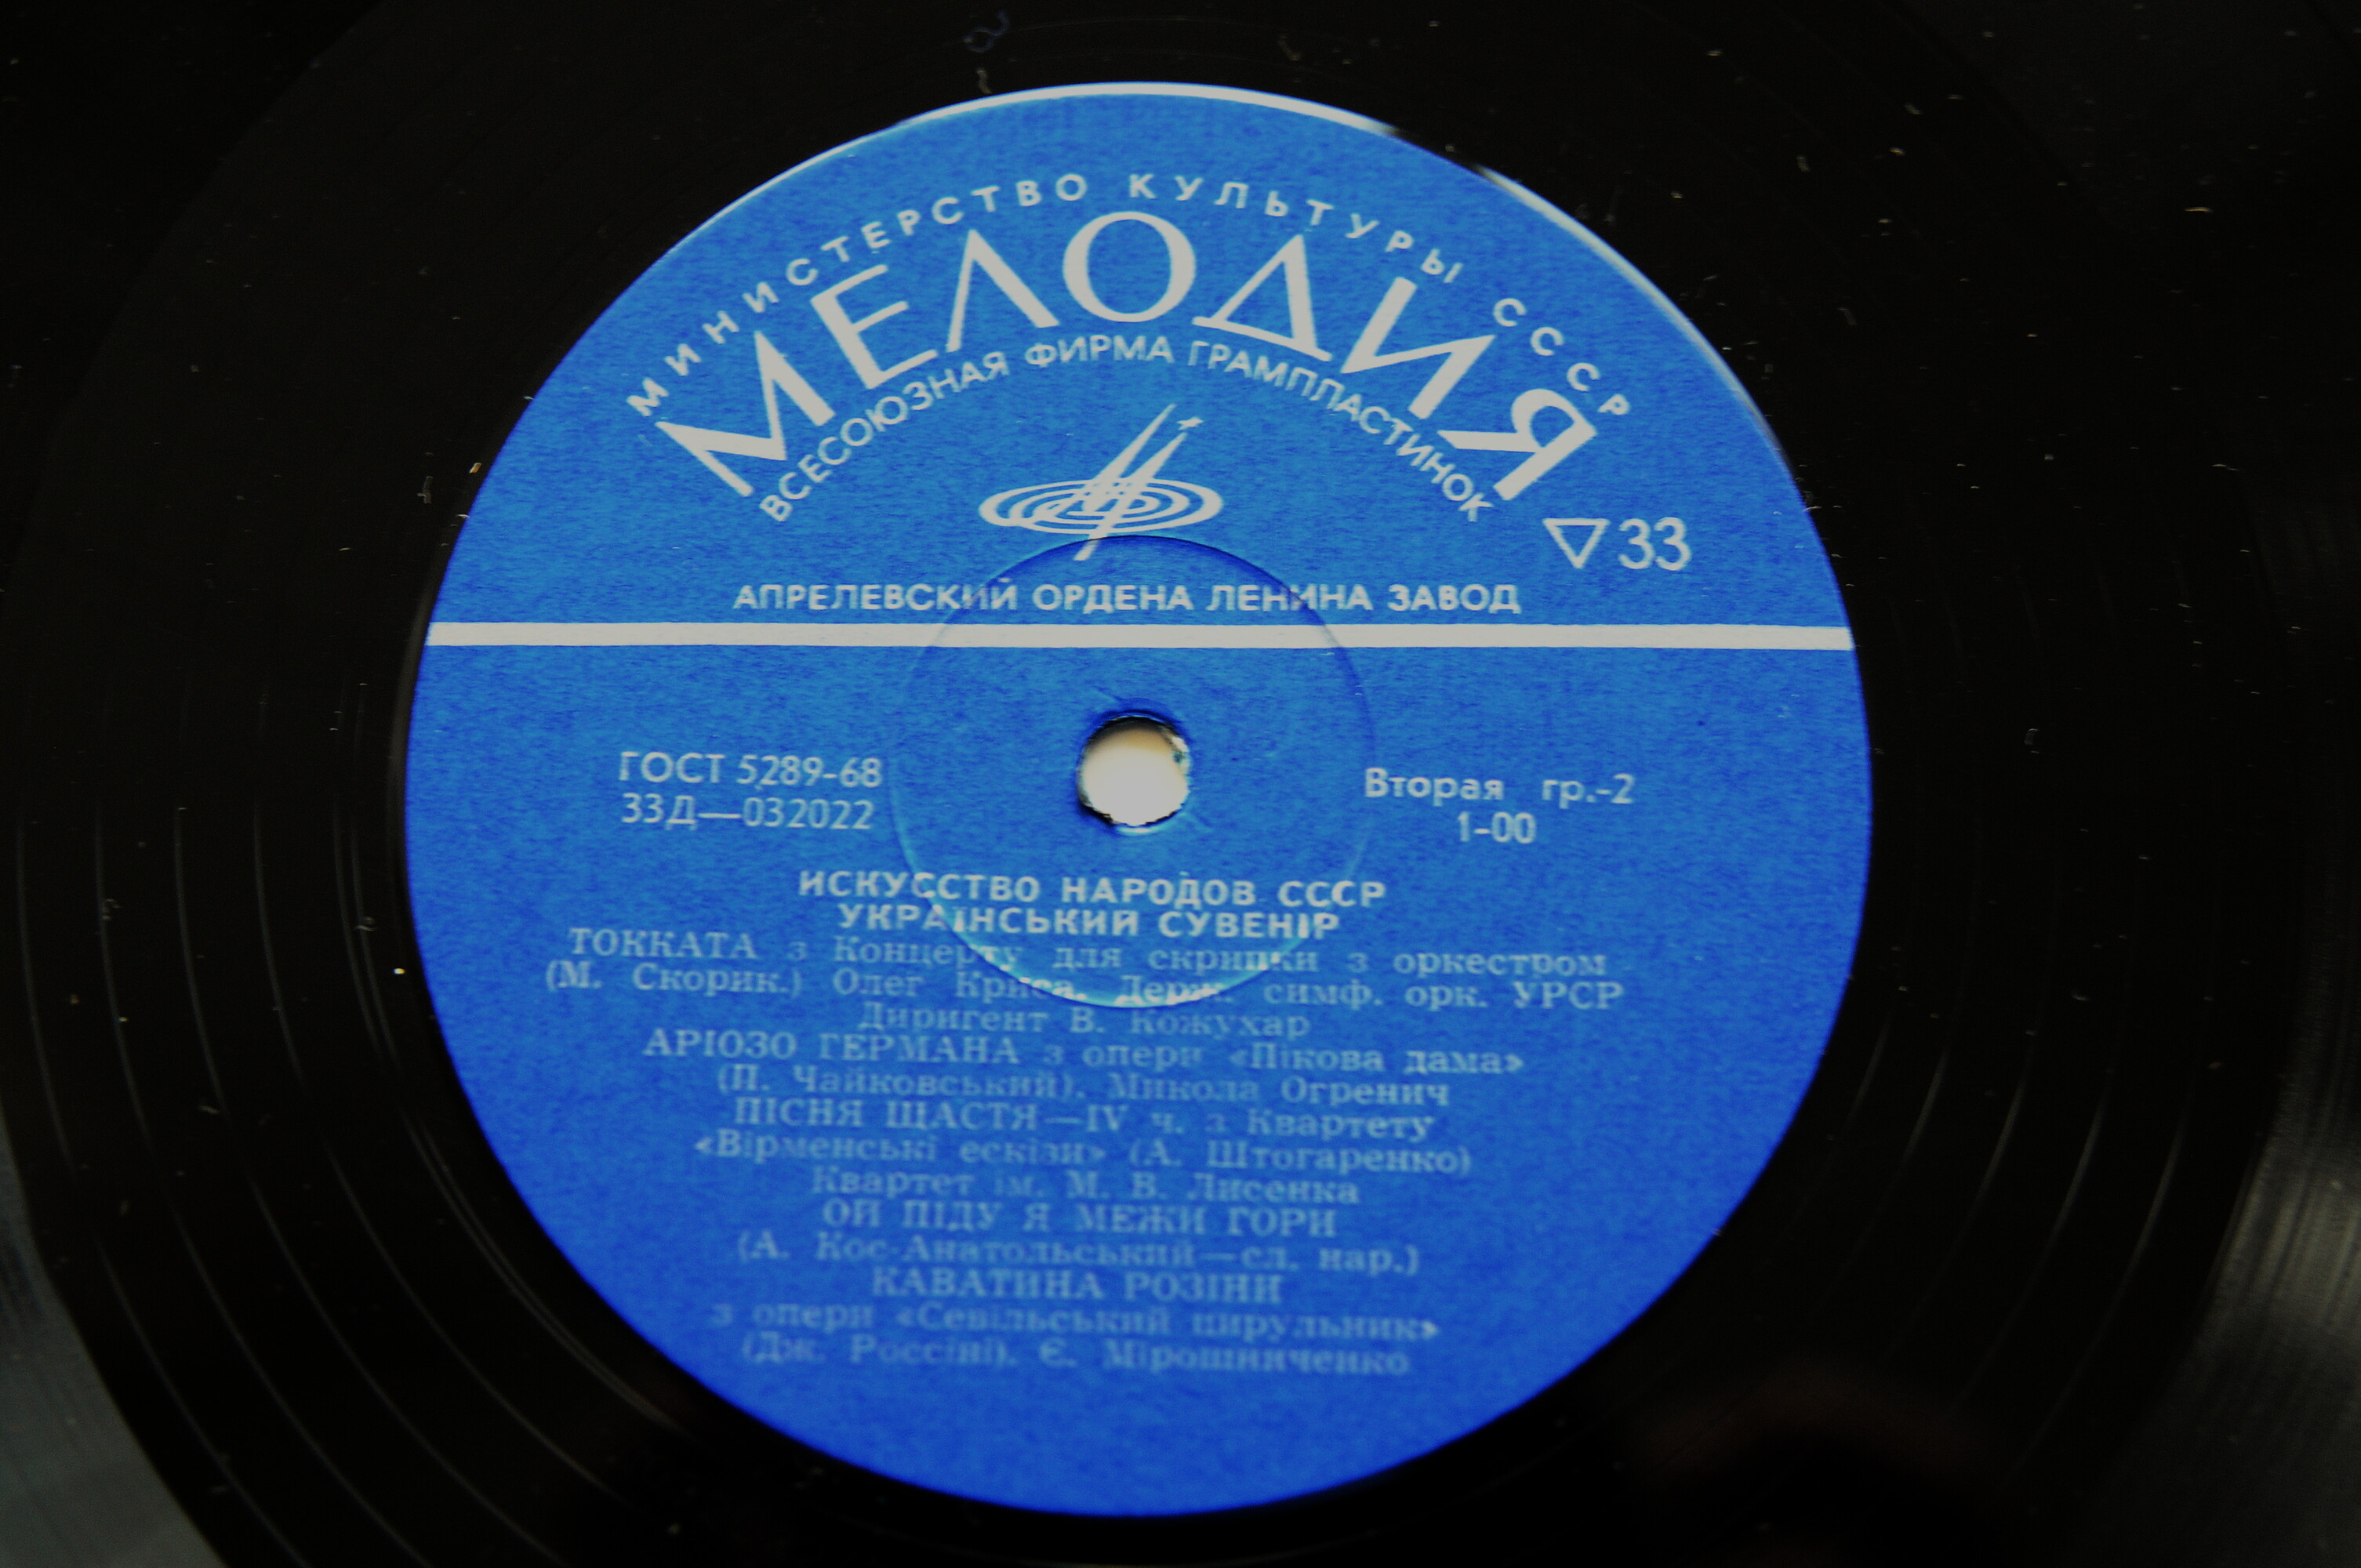 МИНИСТЕРСТВО КУЛЬТУРЫ СССР
МЕЛОДИЯ
ВСЕСОЮЗНАЯ ФИРМА ГРАМПЛАСТИНОК
33
АПРЕЛЕВСКИЙ ОРДЕНА ЛЕНИНА ЗАВОД
ГОСТ 5289-68
33Д—032022
Вторая гр.-2
1-00
ИСКУССТВО НАРОДОВ СССР
УКРАЇНСЬКИЙ СУВЕНІР
ТОККАТА з Концерту для скрипки з оркестром
(М. Скорик.) Олег Криса. Держ. симф. орк. УРСР
Диригент В. Кожухар
АРІОЗО ГЕРМАНА з опери «Пікова дама»
(П. Чайковський). Микола Огренич
ПІСНЯ ЩАСТЯ—IV ч. з Квартету
«Вірменські ескізи» (А. Штогаренко)
Квартет ім. М. В. Лисенка
ОЙ ПІДУ Я МЕЖИ ГОРИ
(А. Кос-Анатольський—сл. нар.)
КАВАТИНА РОЗІНИ
з опери «Севільський цирульник»
(Дж. Россіні). Є. Мірошниченко